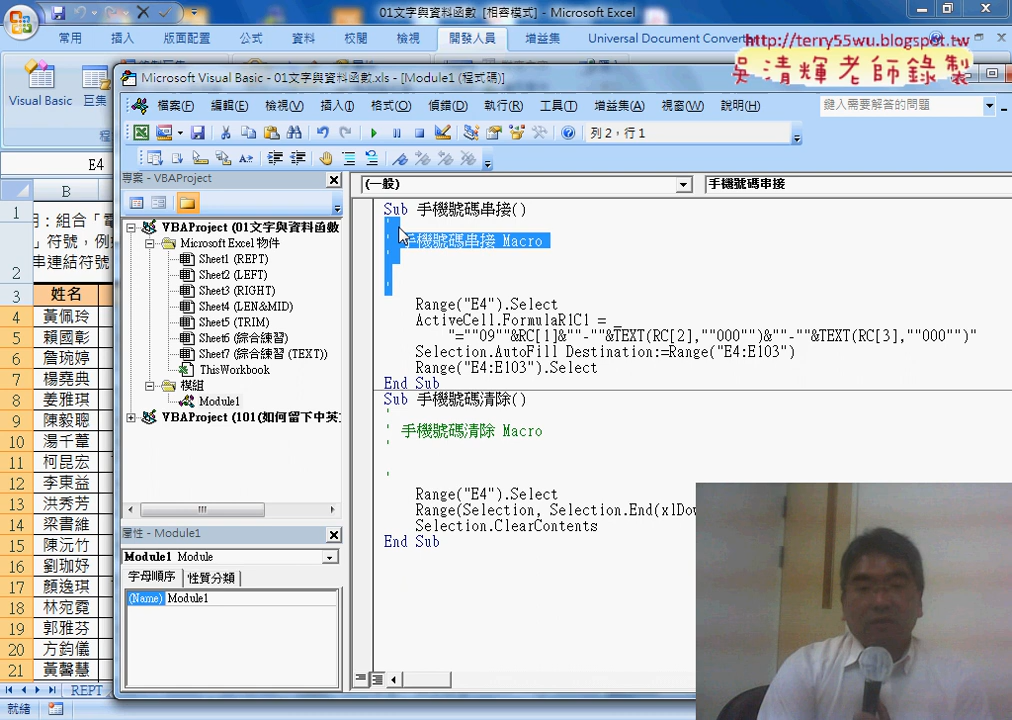 01文字與資料函數 [相容模式] - Microsoft Excel
常用 插入 版面配置 公式 資料 校閱 檢視 開發人員 增益集 Universal Document Convert
http://terry55wu.blogspot.tw
吳清輝老師錄製
Visual Basic 巨集
Microsoft Visual Basic - 01文字與資料函數.xls - [Module1 (程式碼)]
檔案(F) 編輯(E) 檢視(V) 插入(I) 格式(O) 偵錯(D) 執行(R) 工具(T) 增益集(A) 視窗(W) 說明(H) 鍵入需要解答的問題
列 2，行 1
E4
專案 - VBAProject
(一般) 手機號碼串接
VBAProject (01文字與資料函數
Microsoft Excel 物件
Sheet1 (REPT)
Sheet2 (LEFT)
Sheet3 (RIGHT)
Sheet4 (LEN&MID)
Sheet5 (TRIM)
Sheet6 (綜合練習)
Sheet7 (綜合練習 (TEXT))
ThisWorkbook
模組
Module1
VBAProject (101(如何留下中英
屬性 - Module1
Module1 Module
字母順序 性質分類
(Name) Module1
Sub 手機號碼串接()
'
' 手機號碼串接 Macro
'
'
Range("E4").Select
ActiveCell.FormulaR1C1 = _
"=""09""&RC[1]&""-""&TEXT(RC[2],""000"")&""-""&TEXT(RC[3],""000"")"
Selection.AutoFill Destination:=Range("E4:E103")
Range("E4:E103").Select
End Sub
Sub 手機號碼清除()
'
' 手機號碼清除 Macro
'
'
Range("E4").Select
Range(Selection, Selection.End(xlDow
Selection.ClearContents
End Sub
B
1 ：組合「電
」符號，例
2 串連結符號
3 姓名
4 黃佩玲
5 賴國彰
6 詹琬婷
7 楊堯典
8 姜雅琪
9 陳毅聰
10 湯千葦
11 柯昆宏
12 李東益
13 洪秀芳
14 梁書維
15 陳沅竹
16 劉珈妤
17 顏逸琪
18 林宛霓
19 郭雅芬
20 方鈞儀
21 黃馨慧
REPT
就緒